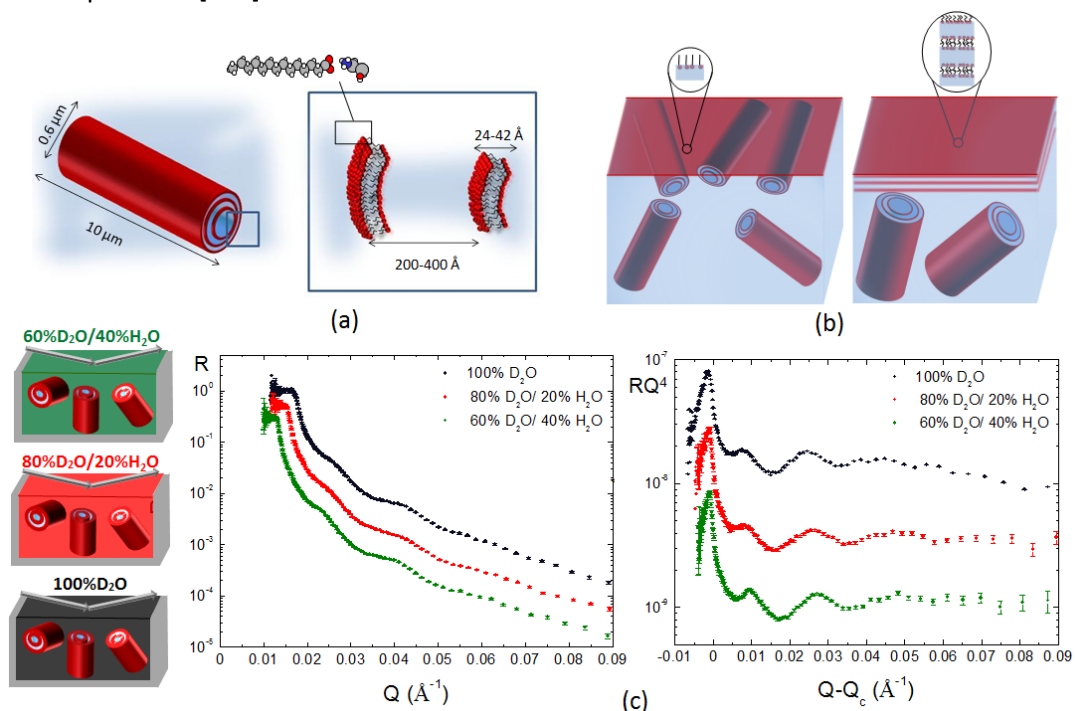 0.6 µm
10 µm
24-42 Å
200-400 Å
(a)
(b)
60%D₂O/40%H₂O
80%D₂O/20%H₂O
100%D₂O
R
10⁰
10⁻¹
10⁻²
10⁻³
10⁻⁴
10⁻⁵
100% D₂O
80% D₂O/ 20% H₂O
60% D₂O/ 40% H₂O
0.00 0.01 0.02 0.03 0.04 0.05 0.06 0.07 0.08 0.09
Q (Å⁻¹)
(c)
10⁻⁷
RQ⁴
10⁻⁸
10⁻⁹
100% D₂O
80% D₂O/ 20% H₂O
60% D₂O/ 40% H₂O
-0.01 0 0.01 0.02 0.03 0.04 0.05 0.06 0.07 0.08 0.09
Q-Q꜀ (Å⁻¹)